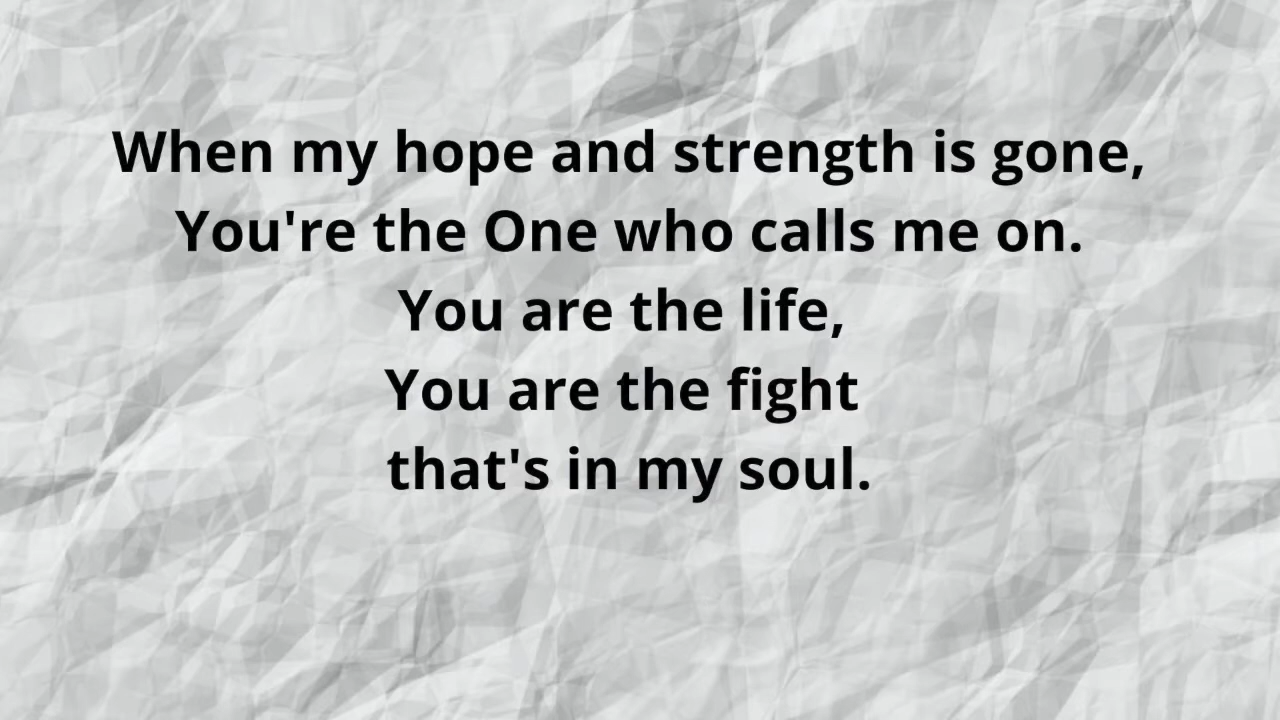 When my hope and strength is gone,
You're the One who calls me on.
You are the life,
You are the fight
that's in my soul.